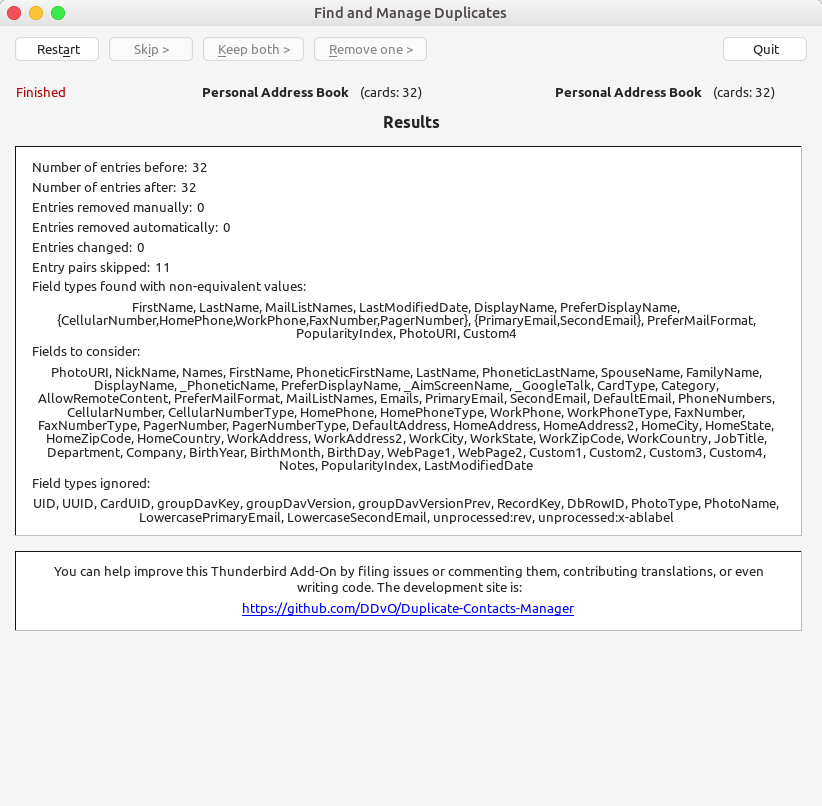 Find and Manage Duplicates
Restart Skip > Keep both > Remove one > Quit
Finished Personal Address Book (cards: 32) Personal Address Book (cards: 32)
Results
Number of entries before: 32
Number of entries after: 32
Entries removed manually: 0
Entries removed automatically: 0
Entries changed: 0
Entry pairs skipped: 11
Field types found with non-equivalent values:
FirstName, LastName, MailListNames, LastModifiedDate, DisplayName, PreferDisplayName,
{CellularNumber,HomePhone,WorkPhone,FaxNumber,PagerNumber}, {PrimaryEmail,SecondEmail}, PreferMailFormat,
PopularityIndex, PhotoURI, Custom4
Fields to consider:
PhotoURI, NickName, Names, FirstName, PhoneticFirstName, LastName, PhoneticLastName, SpouseName, FamilyName,
DisplayName, _PhoneticName, PreferDisplayName, _AimScreenName, _GoogleTalk, CardType, Category,
AllowRemoteContent, PreferMailFormat, MailListNames, Emails, PrimaryEmail, SecondEmail, DefaultEmail, PhoneNumbers,
CellularNumber, CellularNumberType, HomePhone, HomePhoneType, WorkPhone, WorkPhoneType, FaxNumber,
FaxNumberType, PagerNumber, PagerNumberType, DefaultAddress, HomeAddress, HomeAddress2, HomeCity, HomeState,
HomeZipCode, HomeCountry, WorkAddress, WorkAddress2, WorkCity, WorkState, WorkZipCode, WorkCountry, JobTitle,
Department, Company, BirthYear, BirthMonth, BirthDay, WebPage1, WebPage2, Custom1, Custom2, Custom3, Custom4,
Notes, PopularityIndex, LastModifiedDate
Field types ignored:
UID, UUID, CardUID, groupDavKey, groupDavVersion, groupDavVersionPrev, RecordKey, DbRowID, PhotoType, PhotoName,
LowercasePrimaryEmail, LowercaseSecondEmail, unprocessed:rev, unprocessed:x-ablabel
You can help improve this Thunderbird Add-On by filing issues or commenting them, contributing translations, or even
writing code. The development site is:
https://github.com/DDvO/Duplicate-Contacts-Manager